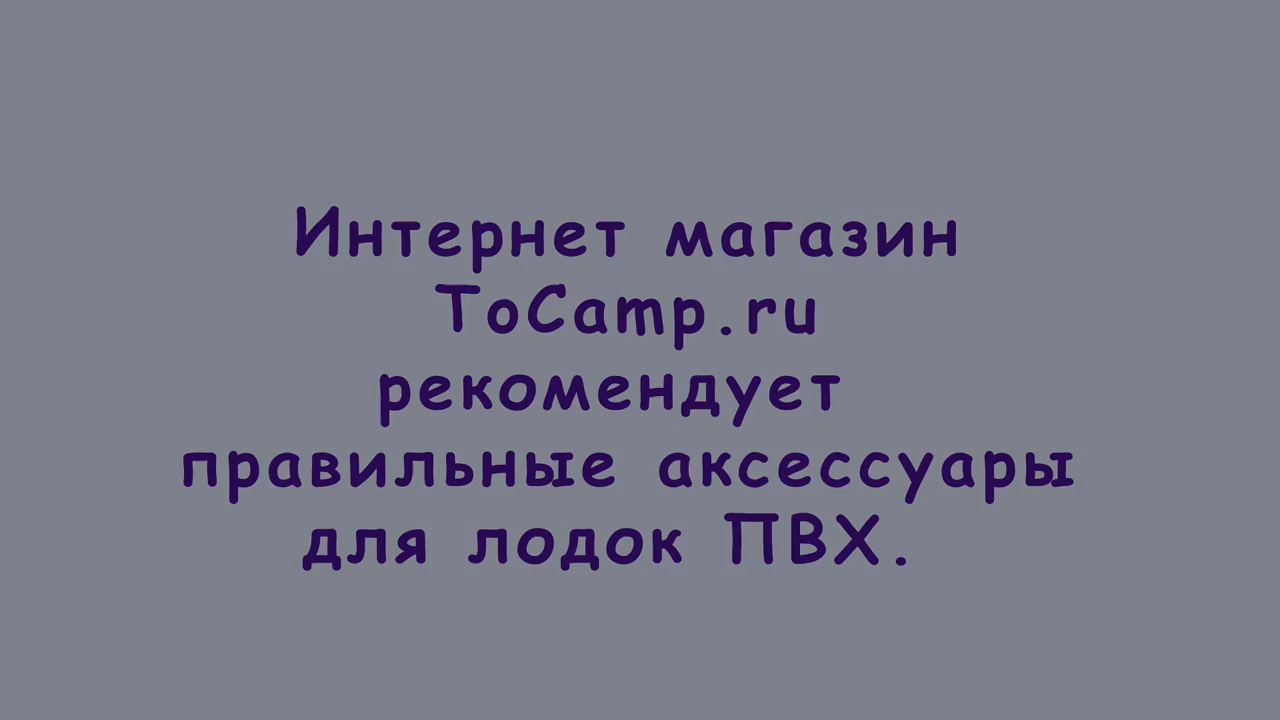 Интернет магазин
ToCamp.ru
рекомендует
правильные аксессуары
для лодок ПВХ.